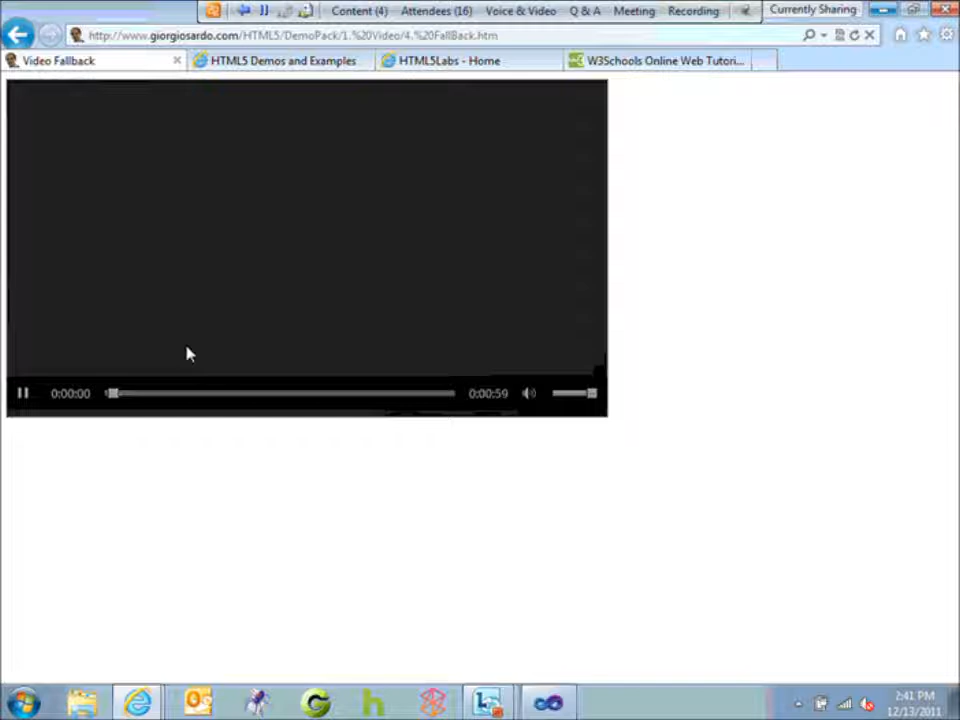 Content (4) Attendees (16) Voice & Video Q & A Meeting Recording Currently Sharing
http://www.giorgiosardo.com/HTML5/DemoPack/1.%20Video/4.%20FallBack.htm
Video Fallback HTML5 Demos and Examples HTML5Labs - Home W3Schools Online Web Tutori...
0:00:00 0:00:59
2:41 PM
12/13/2011